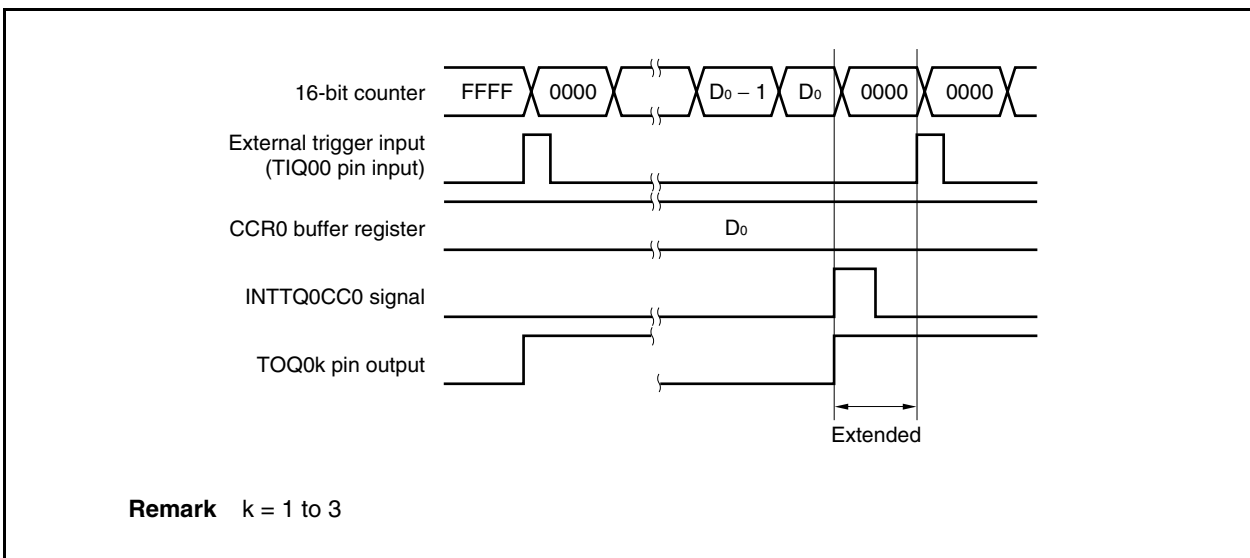 16-bit counter FFFF 0000 D₀ − 1 D₀ 0000 0000
External trigger input
(TIQ00 pin input)
CCR0 buffer register D₀
INTTQ0CC0 signal
TOQ0k pin output
Extended
Remark k = 1 to 3